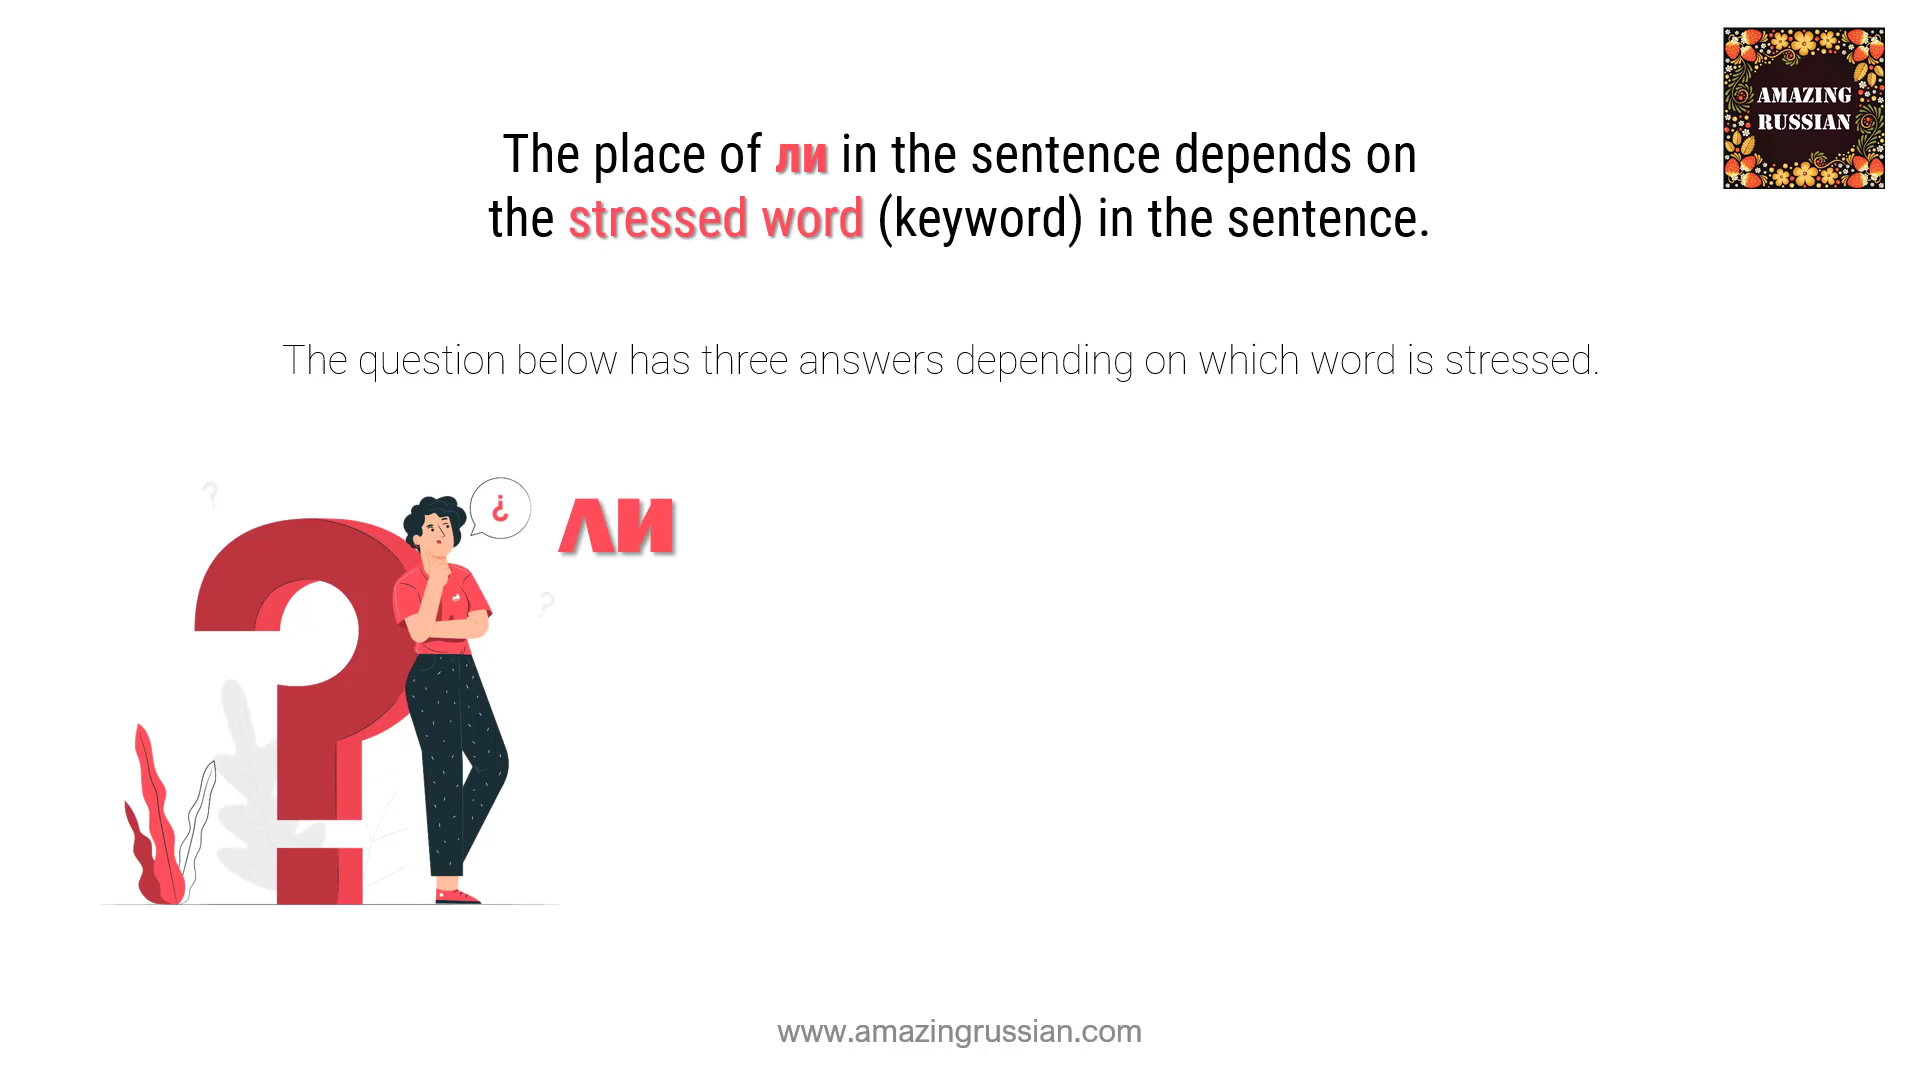 AMAZING
RUSSIAN
The place of ли in the sentence depends on
the stressed word (keyword) in the sentence.
The question below has three answers depending on which word is stressed.
¿ ли
www.amazingrussian.com